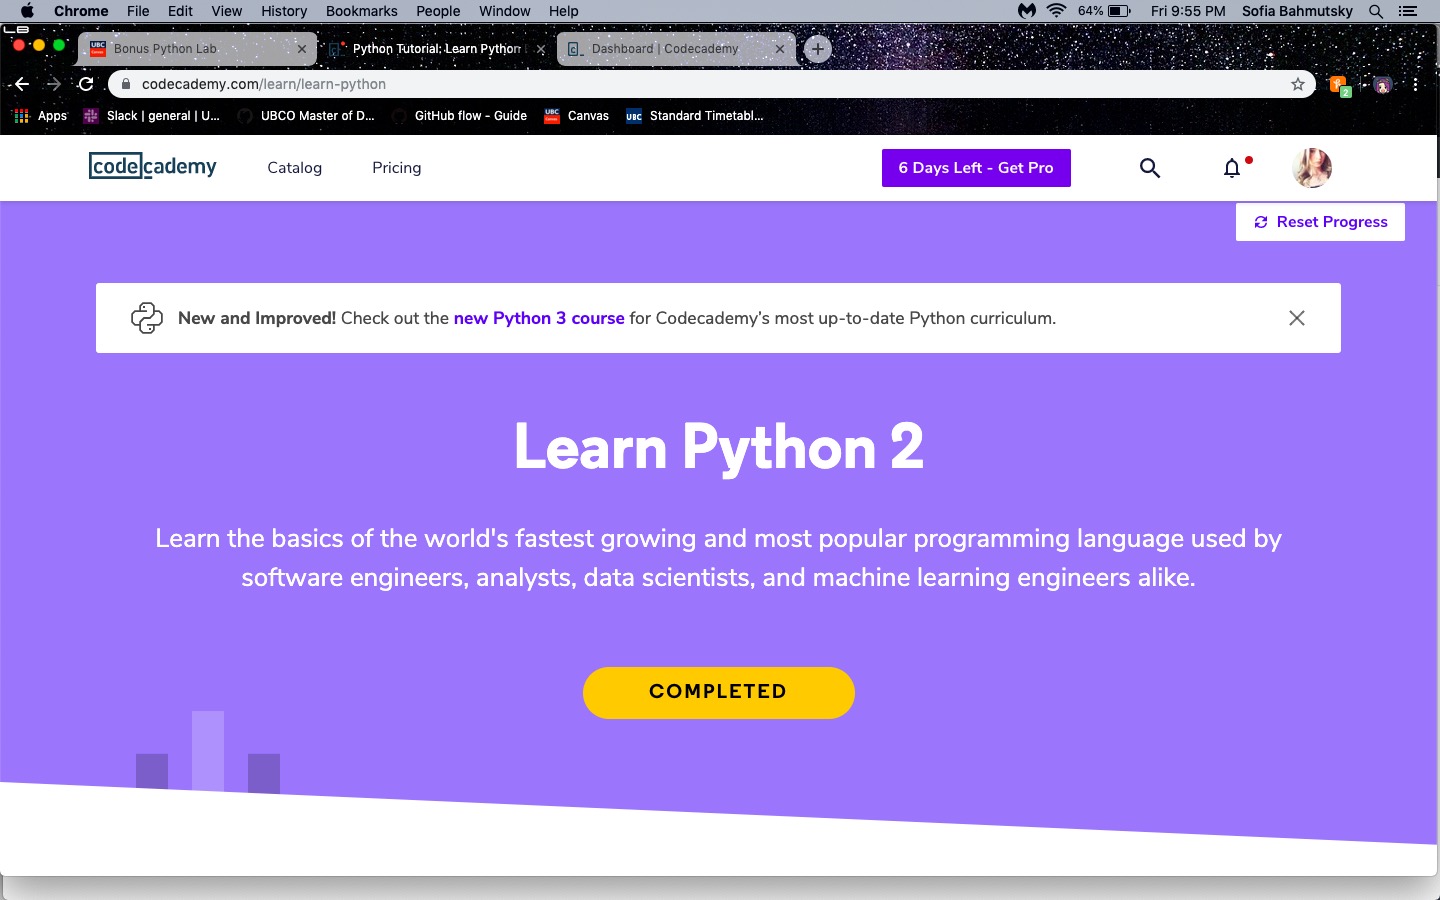 Chrome File Edit View History Bookmarks People Window Help 64% Fri 9:55 PM Sofia Bahmutsky
Bonus Python Lab Python Tutorial: Learn Python Dashboard | Codecademy
codecademy.com/learn/learn-python 2
Apps Slack | general | U... UBCO Master of D... GitHub flow - Guide Canvas Standard Timetabl...
codecademy Catalog Pricing 6 Days Left - Get Pro
Reset Progress
New and Improved! Check out the new Python 3 course for Codecademy's most up-to-date Python curriculum.
Learn Python 2
Learn the basics of the world's fastest growing and most popular programming language used by
software engineers, analysts, data scientists, and machine learning engineers alike.
COMPLETED